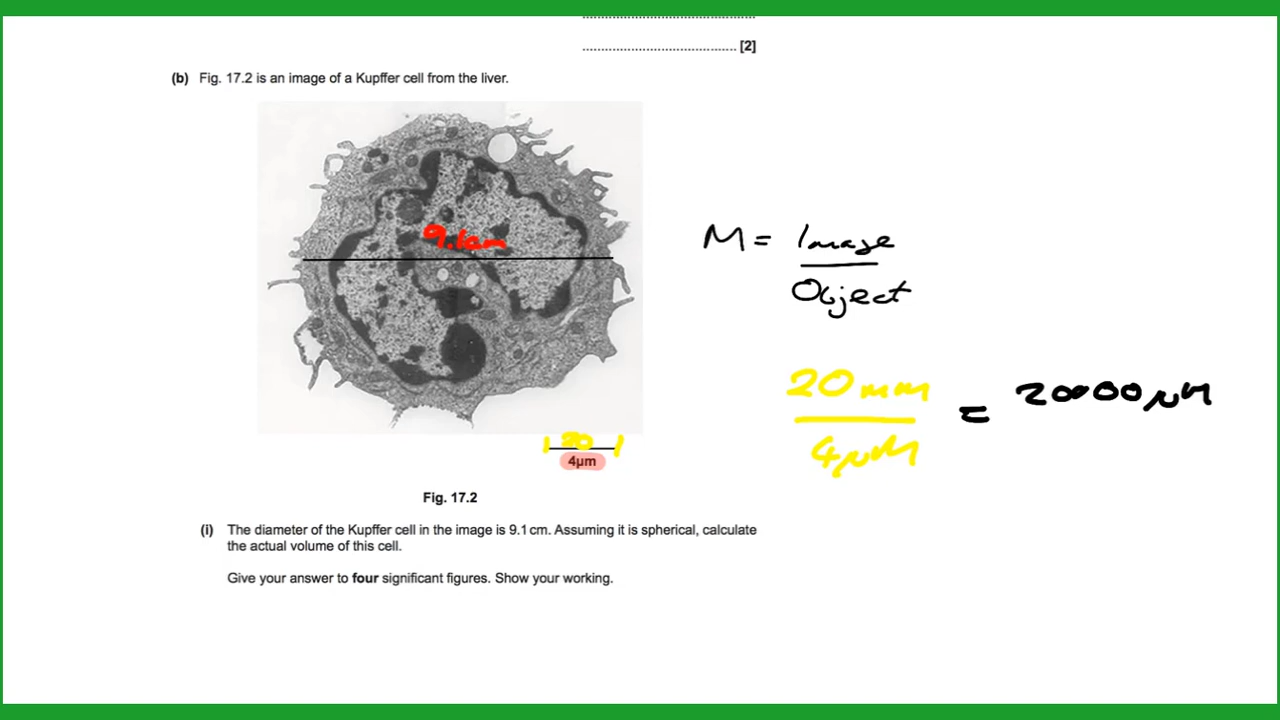 [2]
(b) Fig. 17.2 is an image of a Kupffer cell from the liver.
9.1cm
M = Image
Object
20mm
4µM
= 20000µM
20
4µm
Fig. 17.2
(i) The diameter of the Kupffer cell in the image is 9.1 cm. Assuming it is spherical, calculate
the actual volume of this cell.
Give your answer to four significant figures. Show your working.